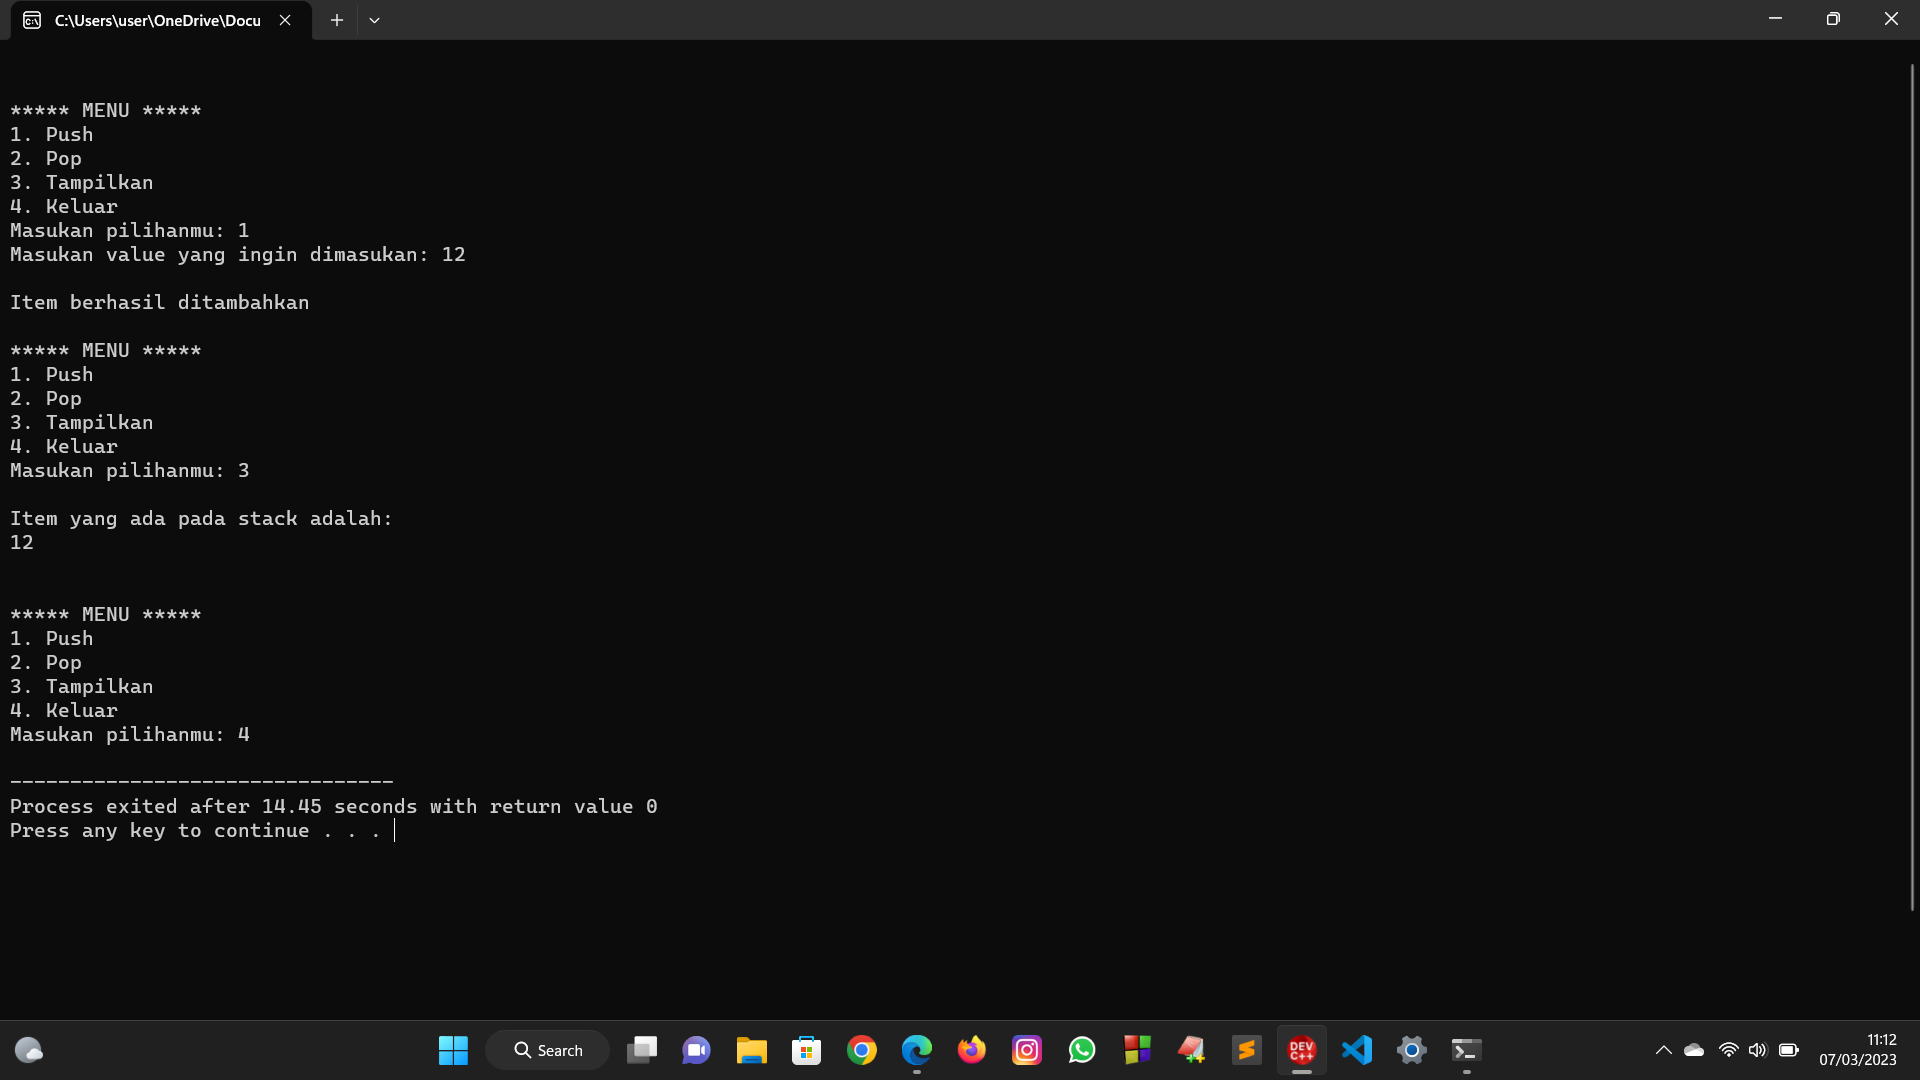 C:\Users\user\OneDrive\Docu
***** MENU *****
1. Push
2. Pop
3. Tampilkan
4. Keluar
Masukan pilihanmu: 1
Masukan value yang ingin dimasukan: 12
Item berhasil ditambahkan
***** MENU *****
1. Push
2. Pop
3. Tampilkan
4. Keluar
Masukan pilihanmu: 3
Item yang ada pada stack adalah:
12
***** MENU *****
1. Push
2. Pop
3. Tampilkan
4. Keluar
Masukan pilihanmu: 4
--------------------------------
Process exited after 14.45 seconds with return value 0
Press any key to continue . . .
Search
DEV
C++
11:12
07/03/2023